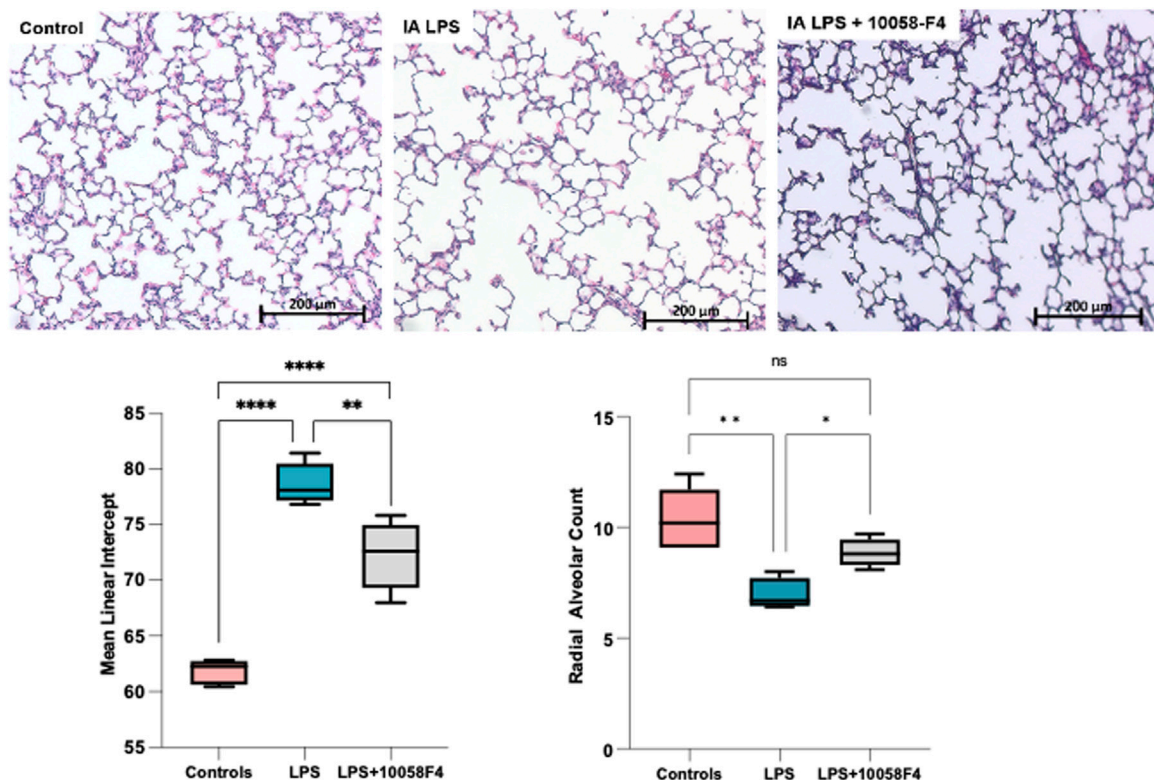 Control
IA LPS
IA LPS + 10058-F4
200 µm
200 µm
200 µm
****
****
**
85
80
75
70
65
60
55
Mean Linear Intercept
Controls
LPS
LPS+10058F4
ns
**
*
15
10
5
0
Radial Alveolar Count
Controls
LPS
LPS+10058F4